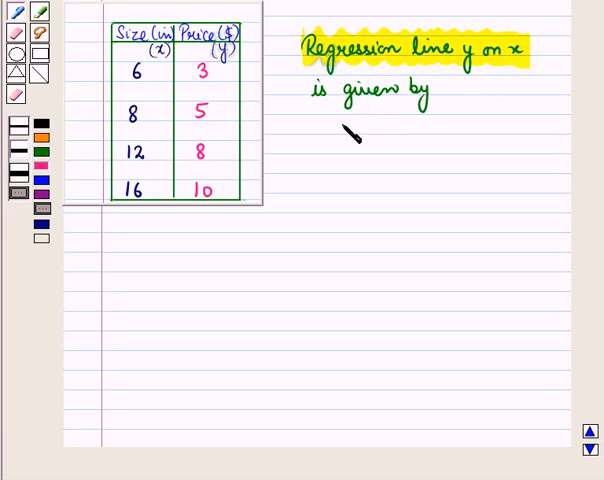 Size (in) Price ($)
(x) (y)
6 3
8 5
12 8
16 10
Regression line y on x
is given by